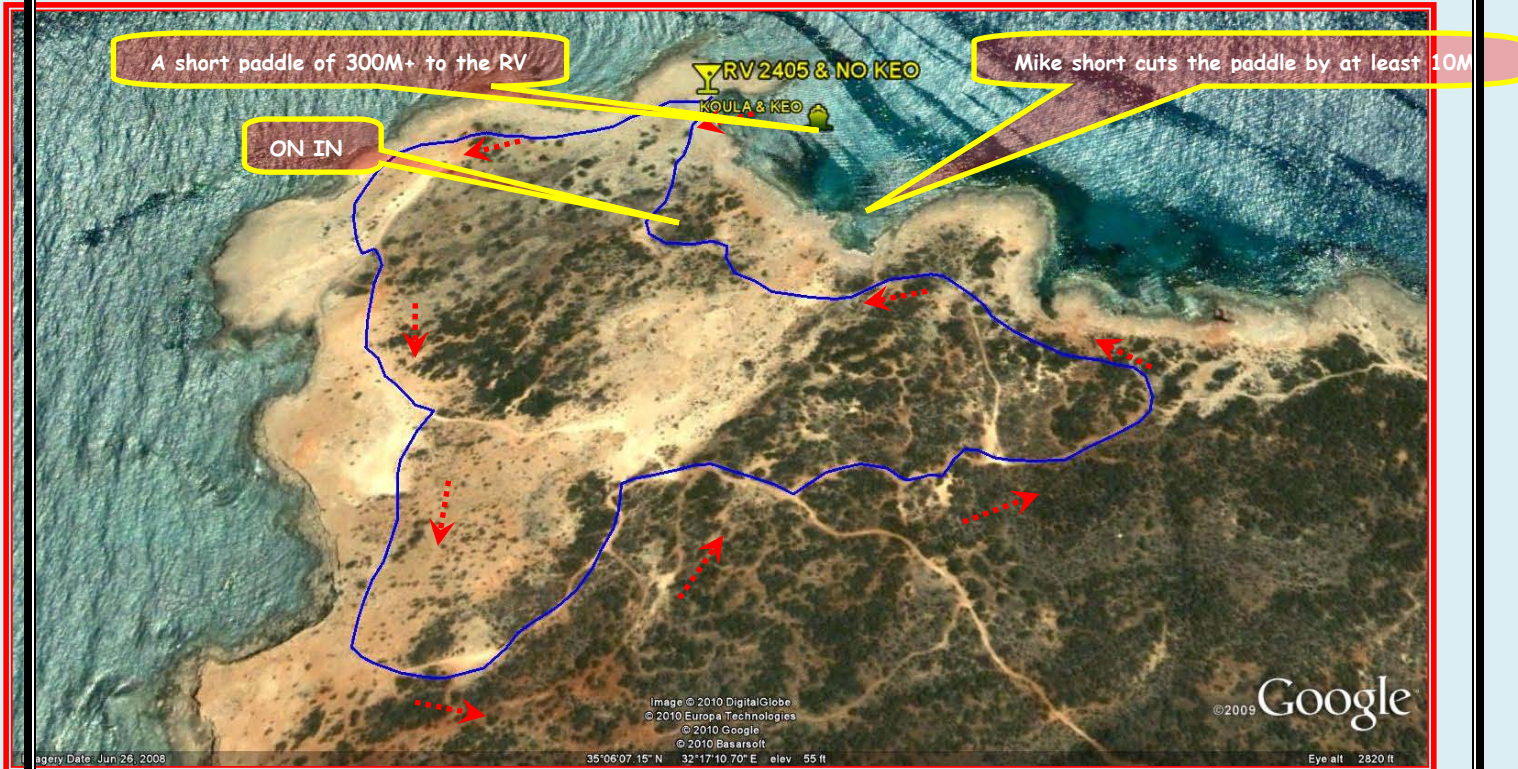 A short paddle of 300M+ to the RV
RV 2405 & NO KEO
Mike short cuts the paddle by at least 10M
KOULA & KEO
ON IN
Image © 2010 DigitalGlobe
© 2010 Europa Technologies
© 2010 Google
© 2010 Basarsoft
©2009 Google
agery Date: Jun 26, 2008
35°06'07.15" N 32°17'10.70" E elev 55 ft
Eye alt 2820 ft